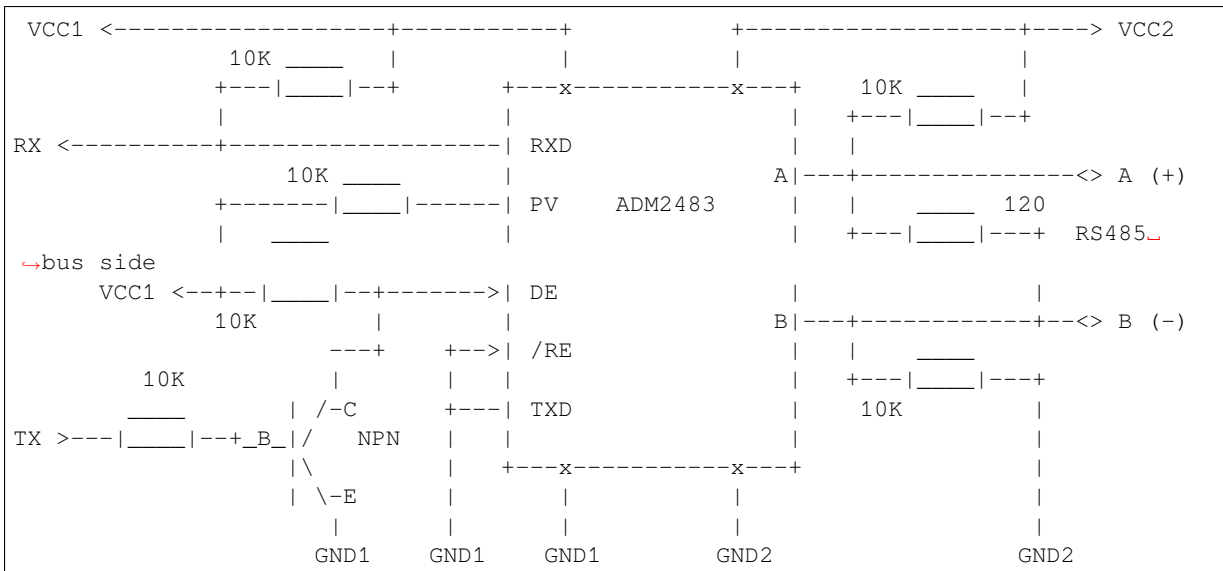 VCC1 <--------------------+------------+             +--------------------+----> VCC2
10K ____       |            |             |                    |
+---|____|--+       +---x------------x---+    10K ____   |
|                   |                    |   +---|____|--+
RX <----------+-------------------| RXD                |   |
10K ____       |                   A|---+---------------<> A (+)
+-------|____|------| PV    ADM2483      |   |    ____  120
|   ____            |                    |   +---|____|---+  RS485␣
↪bus side
VCC1 <--+--|____|--+------->| DE                 |                |
10K        |        |                   B|---+------------+--<> B (-)
---+    +-->| /RE                |   |    ____
10K           |       |   |                    |   +---|____|---+
____       | /-C     +---| TXD                |    10K         |
TX >---|____|--+_B_|/   NPN   |   |                    |                |
|\        |   +---x-----------x---+                |
| \-E     |       |           |                    |
|       |       |           |                    |
GND1    GND1    GND1        GND2                 GND2